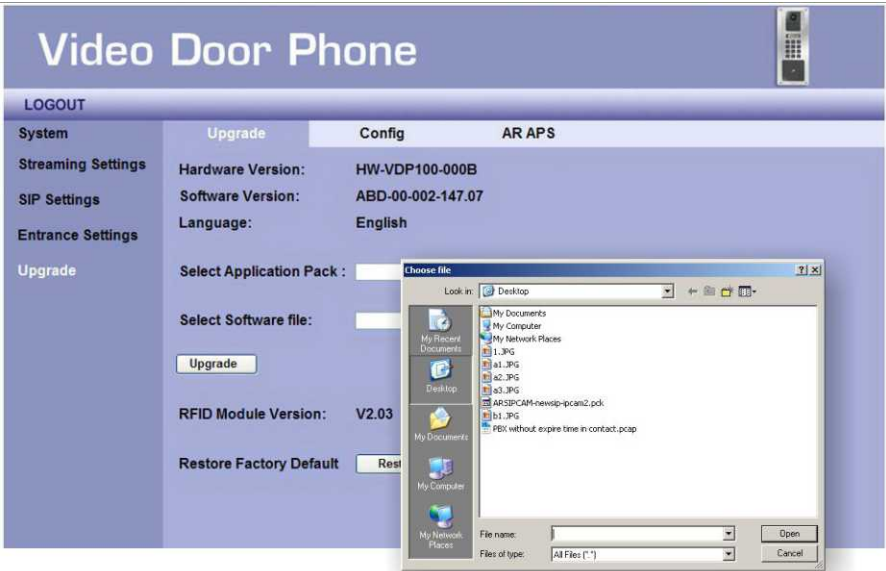 Video Door Phone
LOGOUT
System
Streaming Settings
SIP Settings
Entrance Settings
Upgrade
Upgrade Config AR APS
Hardware Version: HW-VDP100-000B
Software Version: ABD-00-002-147.07
Language: English
Select Application Pack :
Select Software file:
Upgrade
RFID Module Version: V2.03
Restore Factory Default Rest
Choose file
Look in: Desktop
My Recent
Documents
Desktop
My Documents
My Computer
My Network
Places
My Documents
My Computer
My Network Places
1.JPG
a1.JPG
a2.JPG
a3.JPG
ARSIPCAM-newsip-ipcam2.pck
b1.JPG
PBX without expire time in contact.pcap
File name: Open
Files of type: All Files (*.*) Cancel